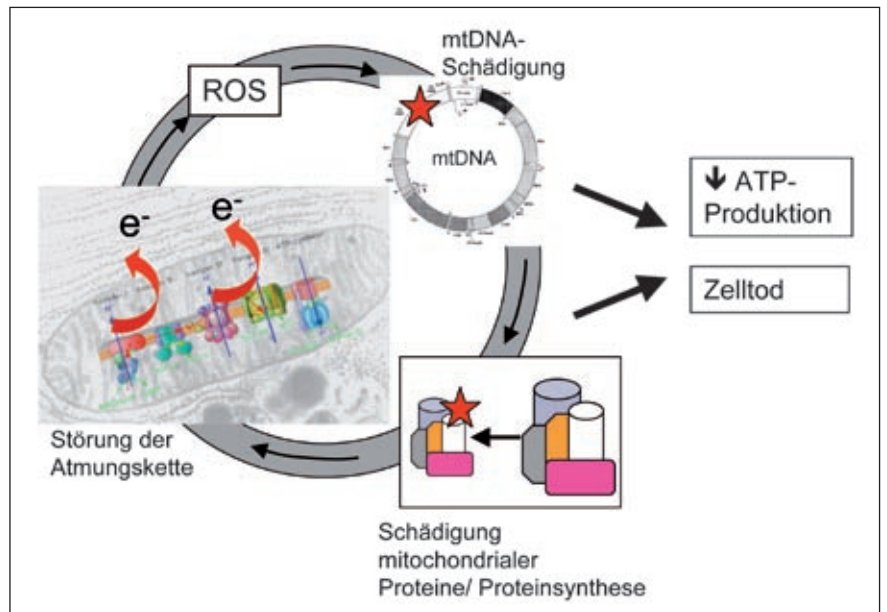 mtDNA-
Schädigung
ROS
mtDNA
↓ ATP-
Produktion
e-
e-
Zelltod
Störung der
Atmungskette
Schädigung
mitochondrialer
Proteine/ Proteinsynthese